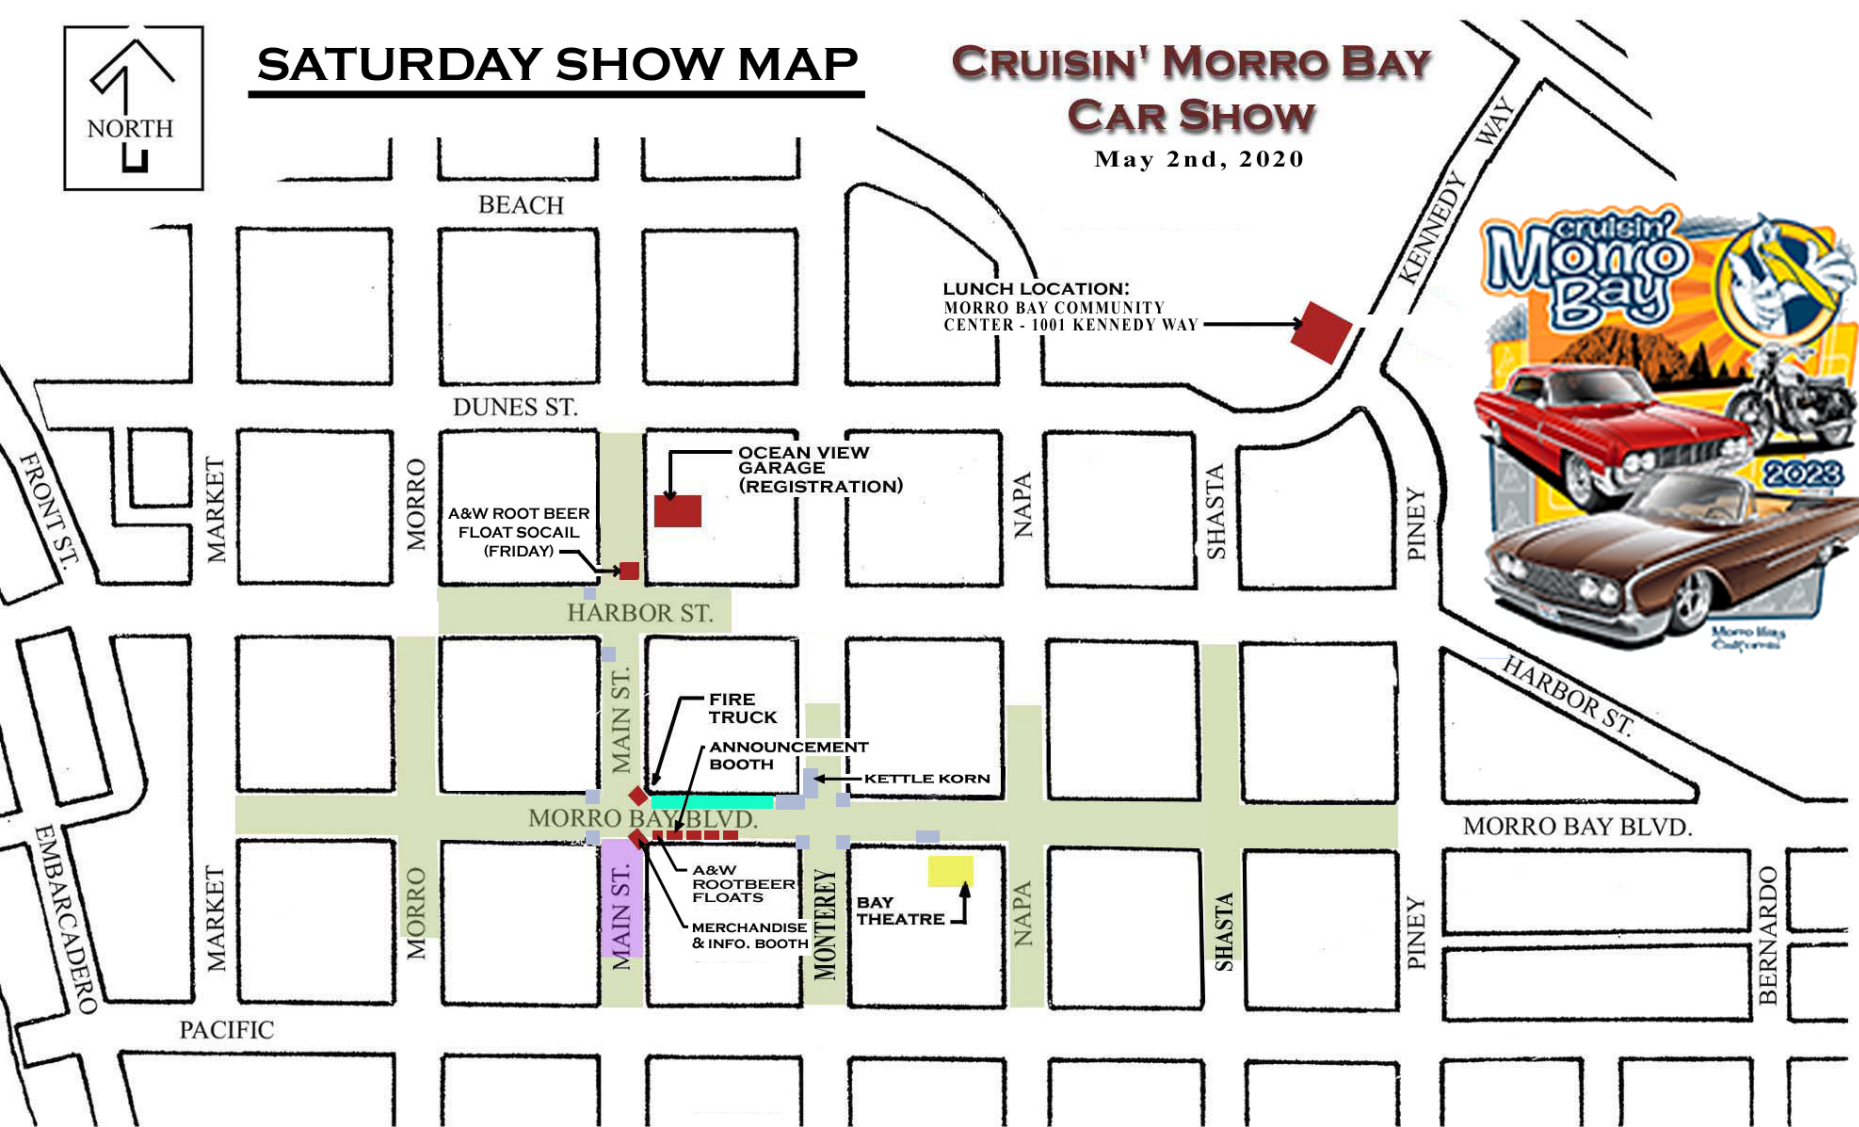 SATURDAY SHOW MAP
CRUISIN' MORRO BAY
CAR SHOW
May 2nd, 2020
NORTH
BEACH
KENNEDY WAY
cruisin'
Morro
Bay
2023
Morro Bay
California
LUNCH LOCATION:
MORRO BAY COMMUNITY
CENTER - 1001 KENNEDY WAY
DUNES ST.
FRONT ST.
MARKET
MORRO
A&W ROOT BEER
FLOAT SOCAIL
(FRIDAY)
OCEAN VIEW
GARAGE
(REGISTRATION)
NAPA
SHASTA
PINEY
HARBOR ST.
HARBOR ST.
MAIN ST.
FIRE
TRUCK
ANNOUNCEMENT
BOOTH
KETTLE KORN
MORRO BAY BLVD.
MORRO BAY BLVD.
EMBARCADERO
MARKET
MORRO
MAIN ST.
A&W
ROOTBEER
FLOATS
MERCHANDISE
& INFO. BOOTH
MONTEREY
BAY
THEATRE
NAPA
SHASTA
PINEY
BERNARDO
PACIFIC